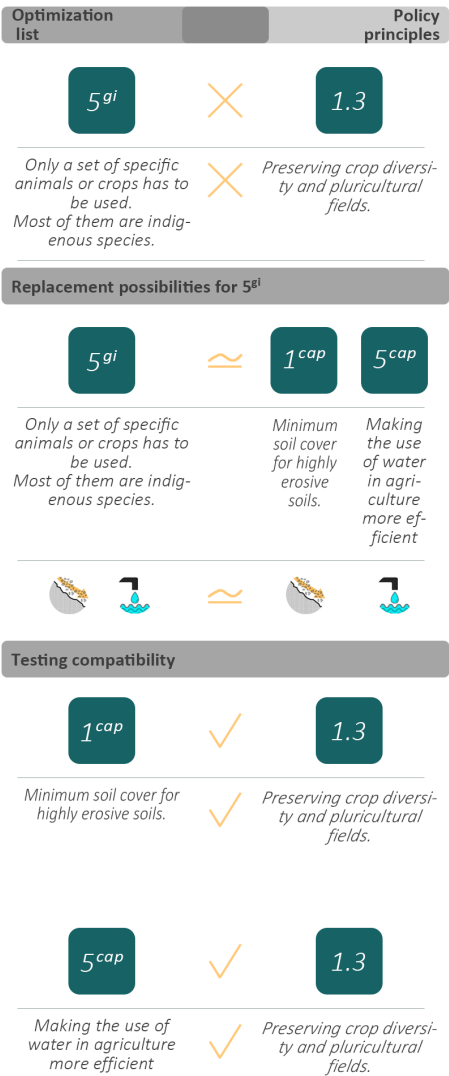 Optimization
list
Policy
principles
5gi
1.3
Only a set of specific
animals or crops has to
be used.
Most of them are indig-
enous species.
Preserving crop diversi-
ty and pluricultural
fields.
Replacement possibilities for 5gi
5gi
1cap
5cap
Only a set of specific
animals or crops has to
be used.
Most of them are indig-
enous species.
Minimum
soil cover
for highly
erosive
soils.
Making
the use
of water
in agri-
culture
more ef-
ficient
Testing compatibility
1cap
1.3
Minimum soil cover for
highly erosive soils.
Preserving crop diversi-
ty and pluricultural
fields.
5cap
1.3
Making the use of
water in agriculture
more efficient
Preserving crop diversi-
ty and pluricultural
fields.